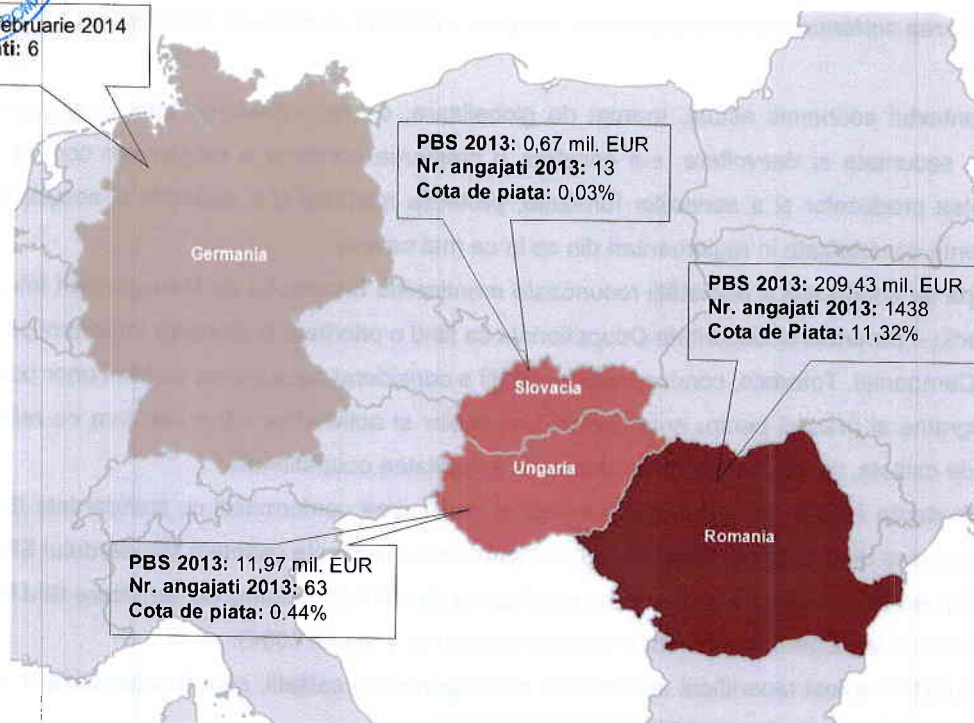 ebruarie 2014
ti: 6
Germania
PBS 2013: 0,67 mil. EUR
Nr. angajati 2013: 13
Cota de piata: 0,03%
PBS 2013: 209,43 mil. EUR
Nr. angajati 2013: 1438
Cota de Piata: 11,32%
Slovacia
Ungaria
Romania
PBS 2013: 11,97 mil. EUR
Nr. angajati 2013: 63
Cota de piata: 0.44%